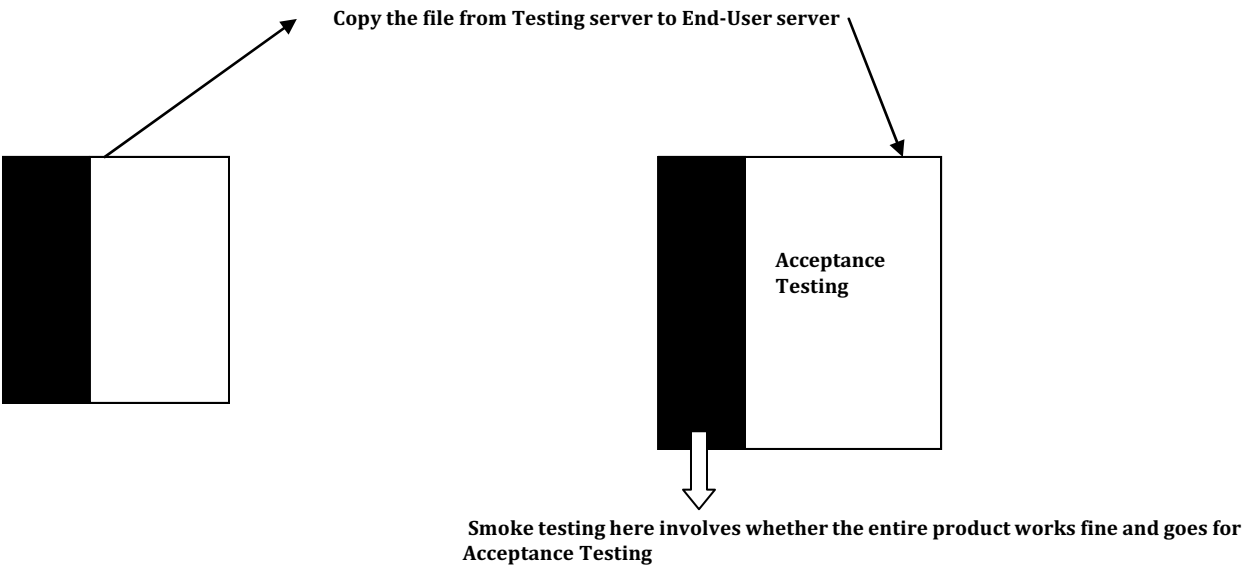 Copy the file from Testing server to End-User server
Acceptance
Testing
Smoke testing here involves whether the entire product works fine and goes for
Acceptance Testing